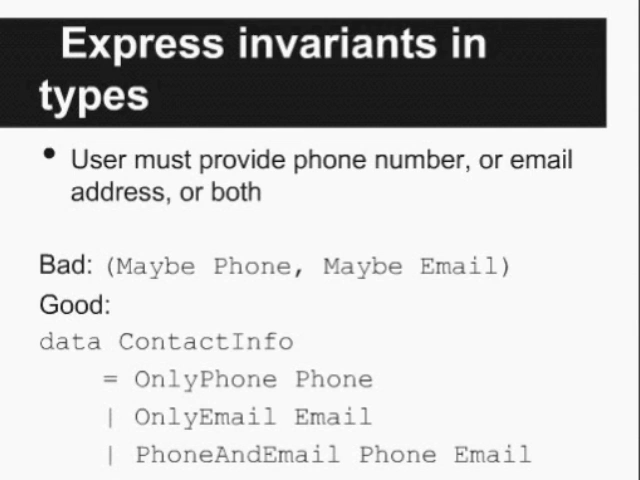 Express invariants in
types
• User must provide phone number, or email
address, or both
Bad: (Maybe Phone, Maybe Email)
Good:
data ContactInfo
= OnlyPhone Phone
| OnlyEmail Email
| PhoneAndEmail Phone Email